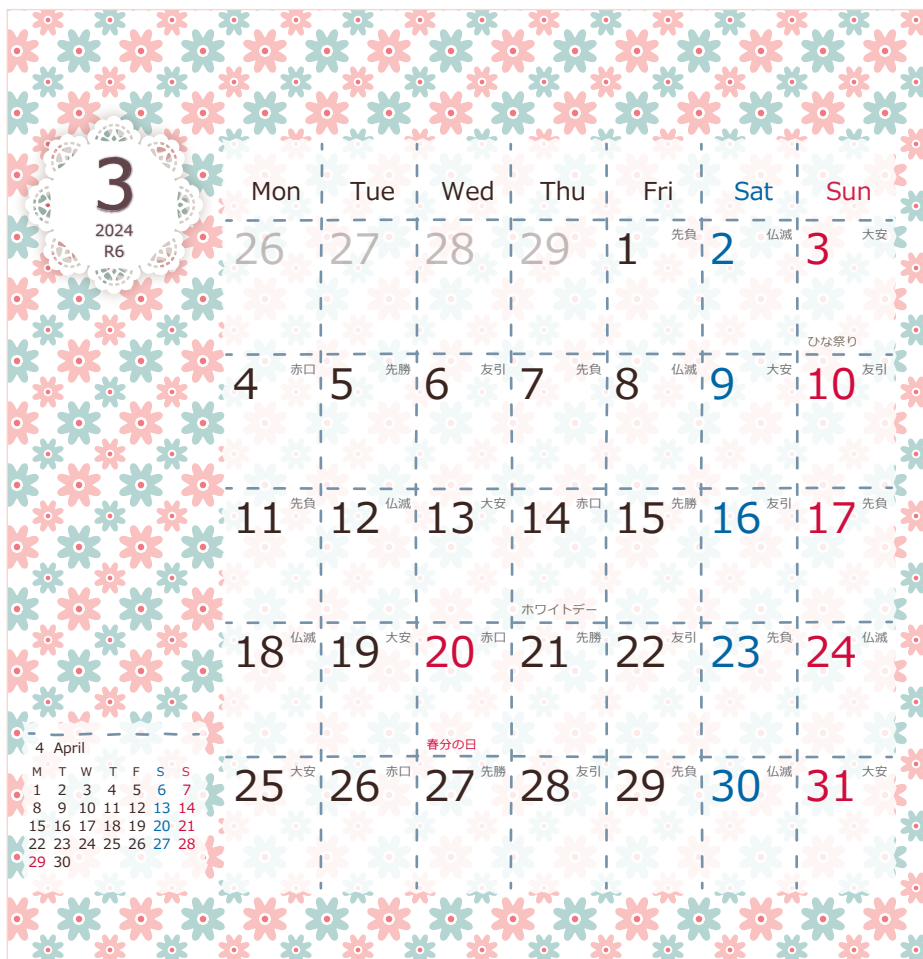 3
2024
R6
Mon Tue Wed Thu Fri Sat Sun
26 27 28 29 1 先負 2 仏滅 3 大安
ひな祭り
4 赤口 5 先勝 6 友引 7 先負 8 仏滅 9 大安 10 友引
11 先負 12 仏滅 13 大安 14 赤口 15 先勝 16 友引 17 先負
ホワイトデー
18 仏滅 19 大安 20 赤口 21 先勝 22 友引 23 先負 24 仏滅
春分の日
25 大安 26 赤口 27 先勝 28 友引 29 先負 30 仏滅 31 大安
4 April
M T W T F S S
1 2 3 4 5 6 7
8 9 10 11 12 13 14
15 16 17 18 19 20 21
22 23 24 25 26 27 28
29 30